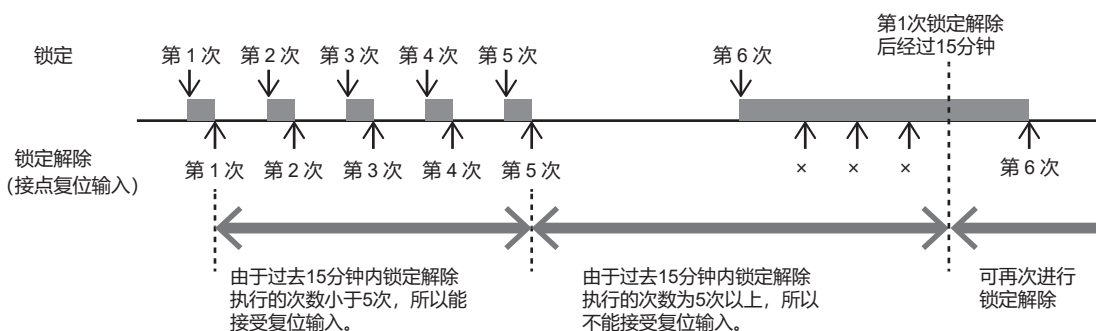 第1次锁定解除
后经过15分钟
锁定
第1次
第2次
第3次
第4次
第5次
第6次
锁定解除
(接点复位输入)
第1次
第2次
第3次
第4次
第5次
×
×
×
第6次
由于过去15分钟内锁定解除
执行的次数小于5次，所以能
接受复位输入。
由于过去15分钟内锁定解除
执行的次数为5次以上，所以
不能接受复位输入。
可再次进行
锁定解除